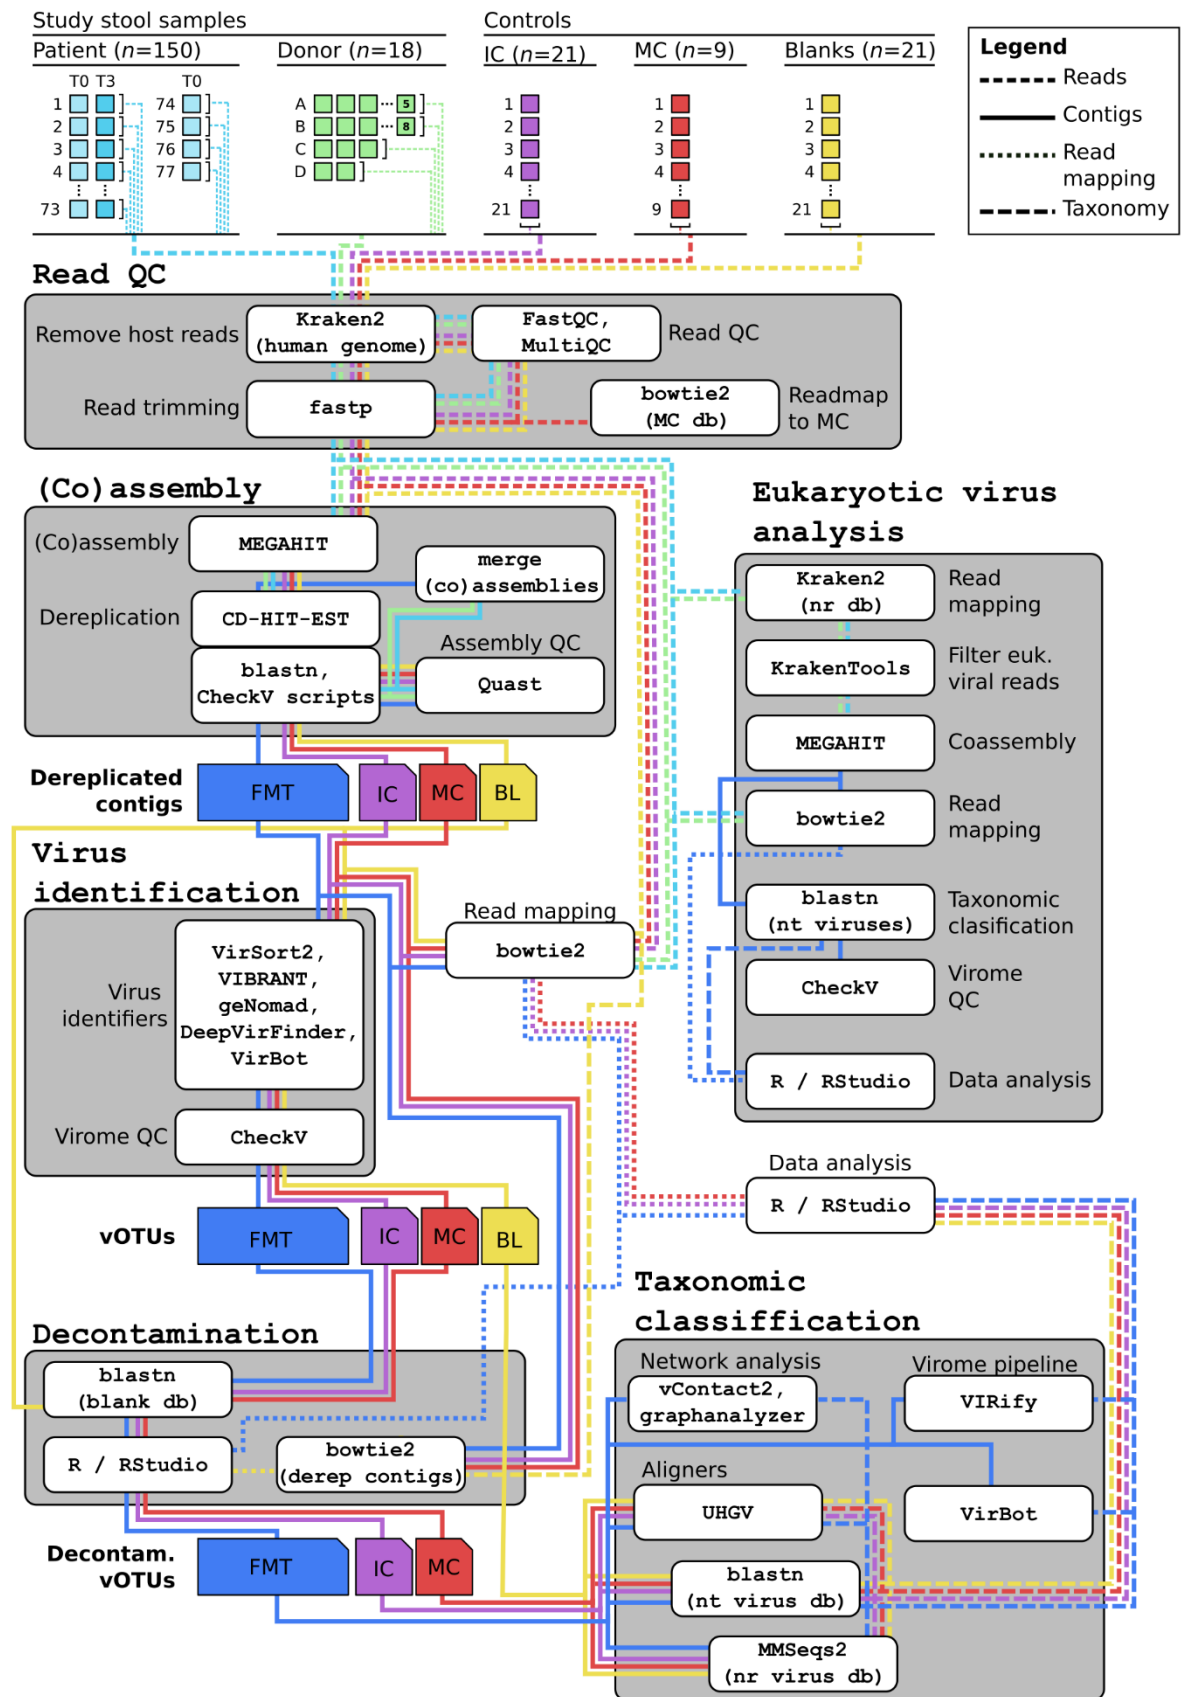 Study stool samples
Controls
Patient (n=150)
Donor (n=18)
IC (n=21)
MC (n=9)
Blanks (n=21)
T0 T3
T0
1
2
3
4
73
74
75
76
77
A
B
C
D
5
8
1
2
3
4
21
1
2
3
4
9
1
2
3
4
21
Legend
Reads
Contigs
Read
mapping
Taxonomy
Read QC
Remove host reads
Kraken2
(human genome)
FastQC,
MultiQC
Read QC
Read trimming
fastp
bowtie2
(MC db)
Readmap
to MC
(Co)assembly
(Co)assembly
MEGAHIT
merge
(co)assemblies
Dereplication
CD-HIT-EST
blastn,
CheckV scripts
Assembly QC
Quast
Dereplicated
contigs
FMT
IC
MC
BL
Eukaryotic virus
analysis
Kraken2
(nr db)
Read
mapping
KrakenTools
Filter euk.
viral reads
MEGAHIT
Coassembly
bowtie2
Read
mapping
blastn
(nt viruses)
Taxonomic
clasification
CheckV
Virome
QC
R / RStudio
Data analysis
Virus
identification
Virus
identifiers
VirSort2,
VIBRANT,
geNomad,
DeepVirFinder,
VirBot
Virome QC
CheckV
Read mapping
bowtie2
vOTUs
FMT
IC
MC
BL
Data analysis
R / RStudio
Decontamination
blastn
(blank db)
R / RStudio
bowtie2
(derep contigs)
Decontam.
vOTUs
FMT
IC
MC
Taxonomic
classiffication
Network analysis
vContact2,
graphanalyzer
Virome pipeline
VIRify
Aligners
UHGV
VirBot
blastn
(nt virus db)
MMSeqs2
(nr virus db)